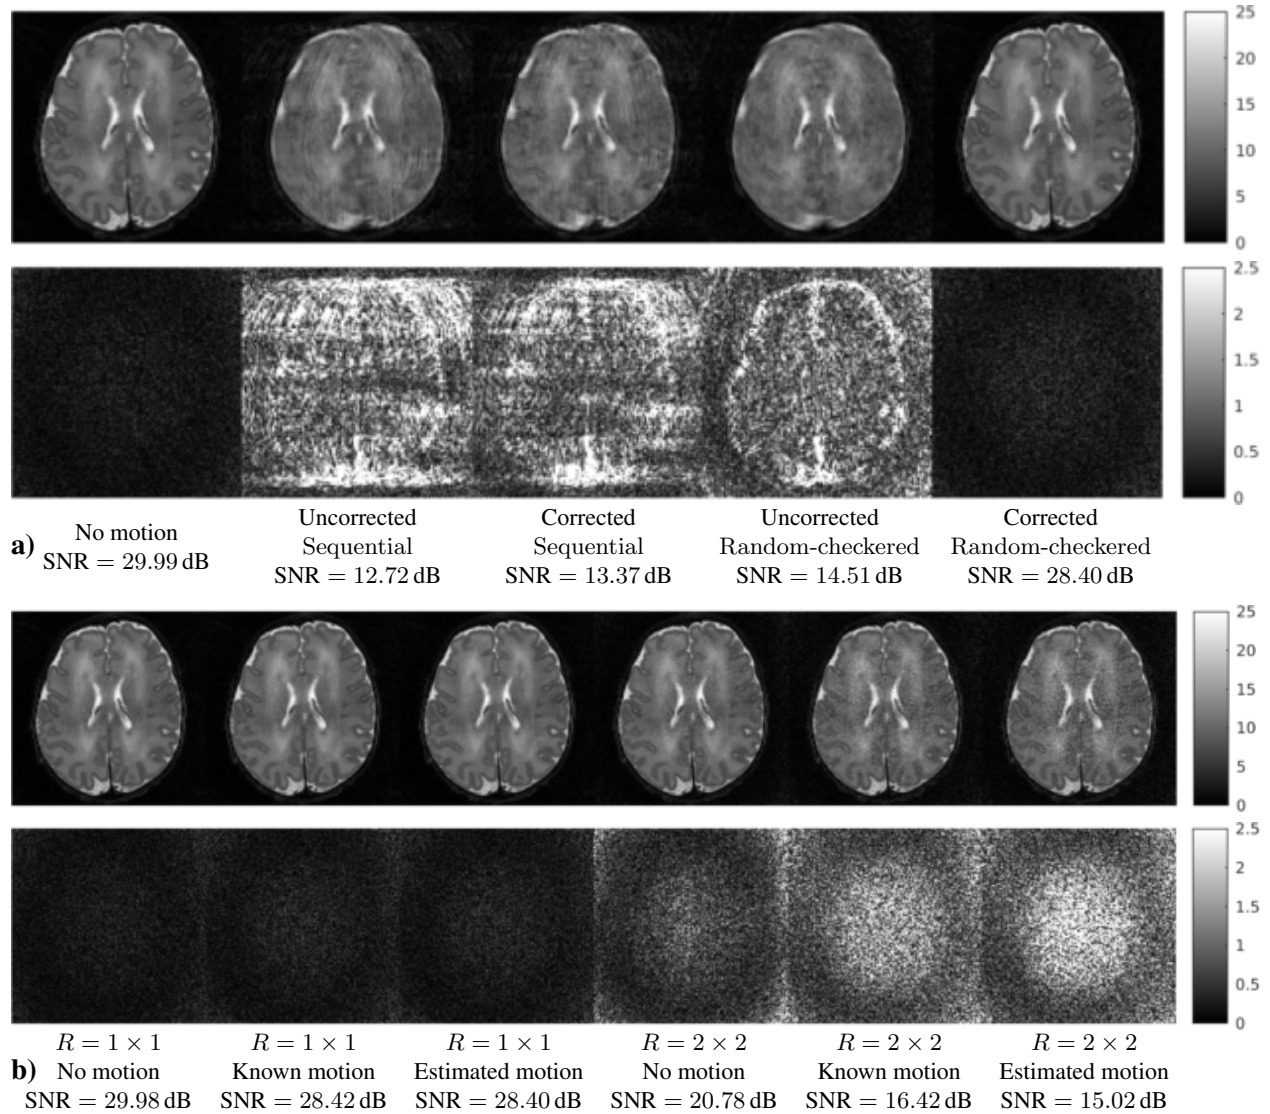 25
20
15
10
5
0
2.5
2
1.5
1
0.5
0
a)
No motion
SNR = 29.99 dB
Uncorrected
Sequential
SNR = 12.72 dB
Corrected
Sequential
SNR = 13.37 dB
Uncorrected
Random-checkered
SNR = 14.51 dB
Corrected
Random-checkered
SNR = 28.40 dB
25
20
15
10
5
0
2.5
2
1.5
1
0.5
0
b)
R = 1 × 1
No motion
SNR = 29.98 dB
R = 1 × 1
Known motion
SNR = 28.42 dB
R = 1 × 1
Estimated motion
SNR = 28.40 dB
R = 2 × 2
No motion
SNR = 20.78 dB
R = 2 × 2
Known motion
SNR = 16.42 dB
R = 2 × 2
Estimated motion
SNR = 15.02 dB